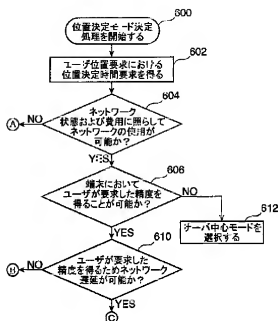 600
位置決定モード決定
処理を開始する
602
ユーザ位置要求における
位置決定時間要求を得る
604
ネットワーク
状態および費用に照らして
ネットワークの使用が
可能か?
NO
A
YES
606
端末において
ユーザが要求した精度を
得ることが可能か?
NO
612
サーバ中心モードを
選択する
YES
610
ユーザが要求した
精度を得るためネットワーク
遅延が可能か?
NO
B
YES
C